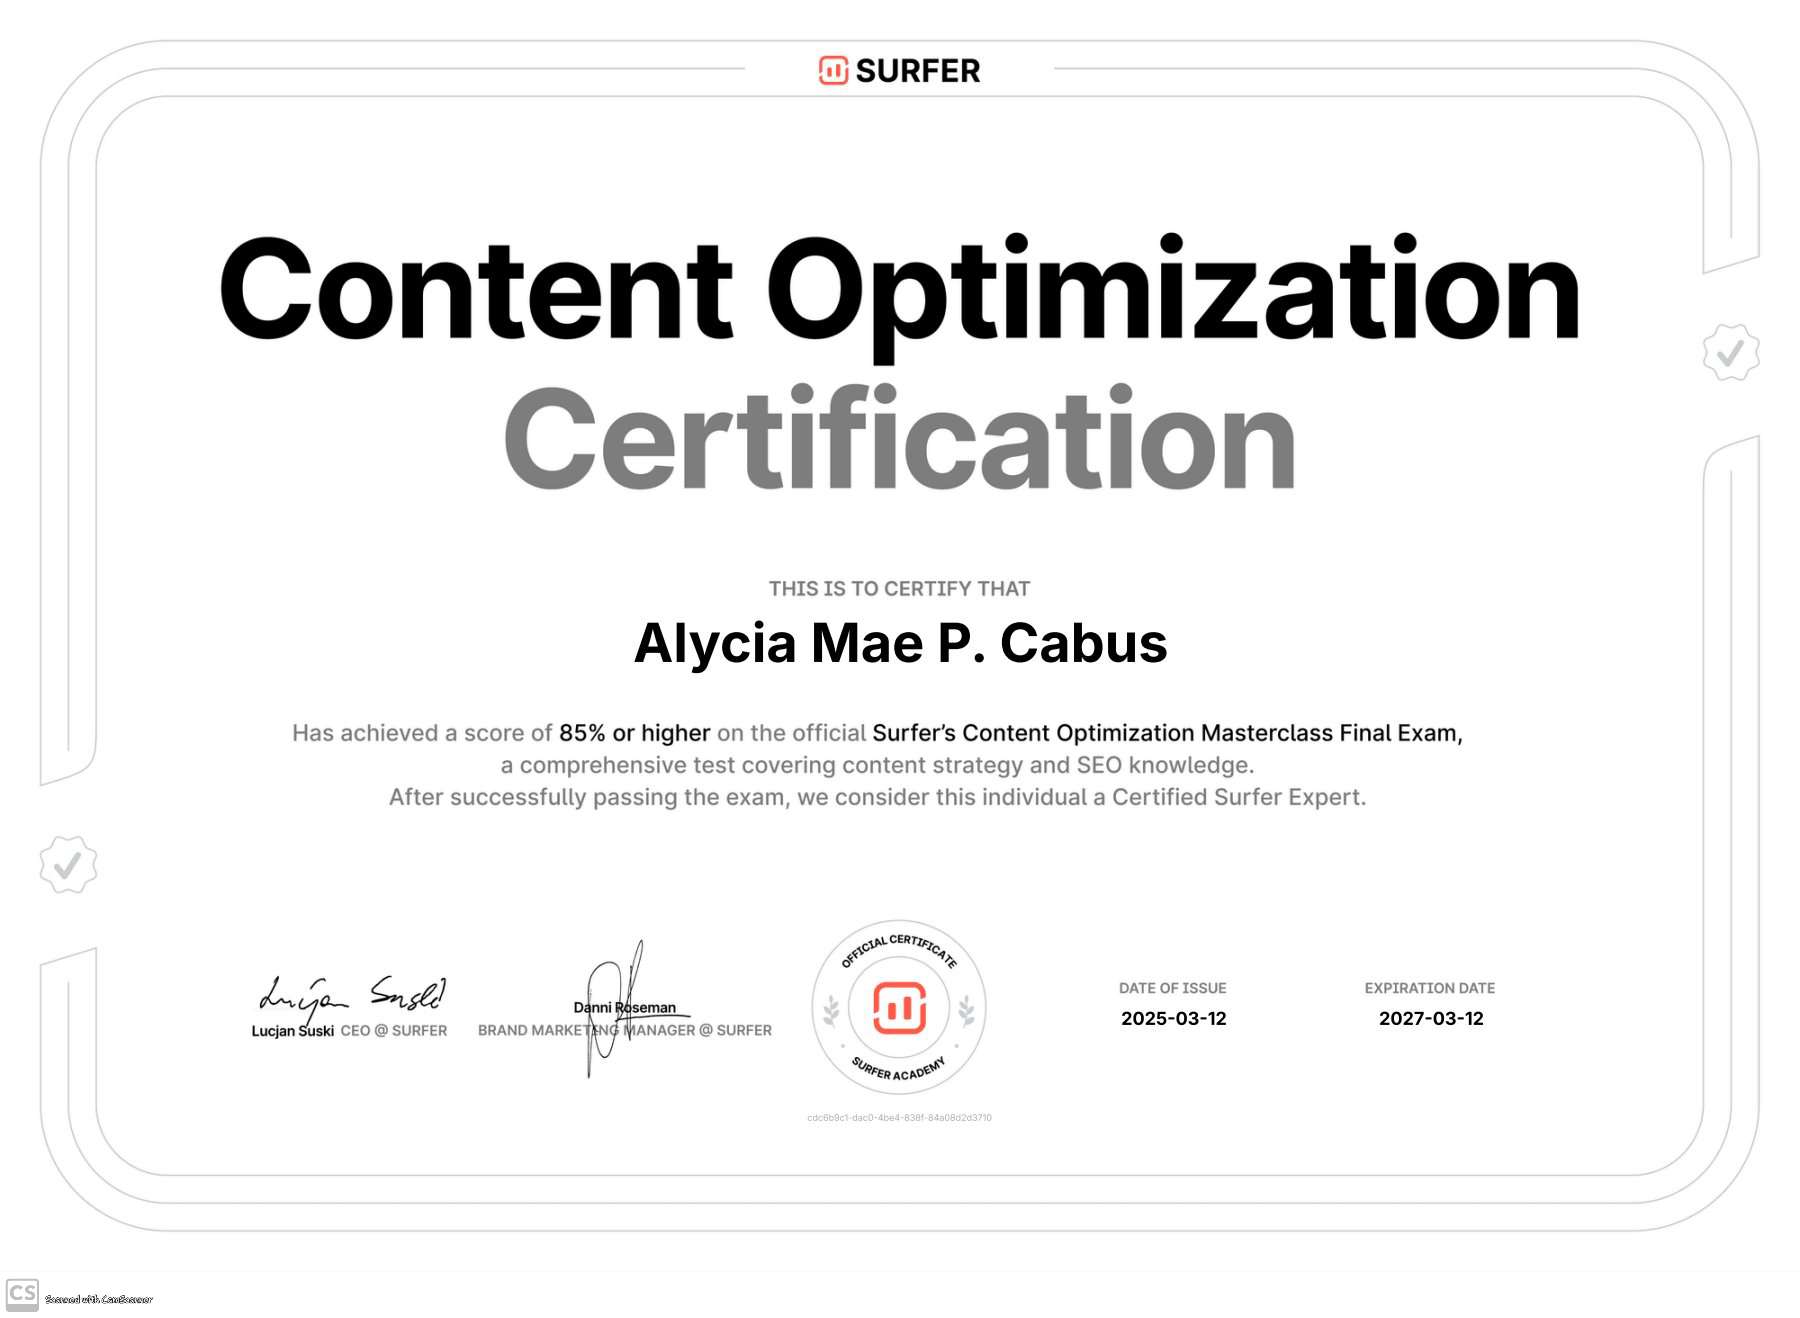 SURFER
Content Optimization
Certification
THIS IS TO CERTIFY THAT
Alycia Mae P. Cabus
Has achieved a score of 85% or higher on the official Surfer's Content Optimization Masterclass Final Exam,
a comprehensive test covering content strategy and SEO knowledge.
After successfully passing the exam, we consider this individual a Certified Surfer Expert.
Lucjan Suski
Lucjan Suski CEO @ SURFER
Danni Roseman
BRAND MARKETING MANAGER @ SURFER
OFFICIAL CERTIFICATE
SURFER ACADEMY
cdc6b9c1-dac0-4be4-838f-84a08d2d3710
DATE OF ISSUE
2025-03-12
EXPIRATION DATE
2027-03-12
CS Scanned with CamScanner